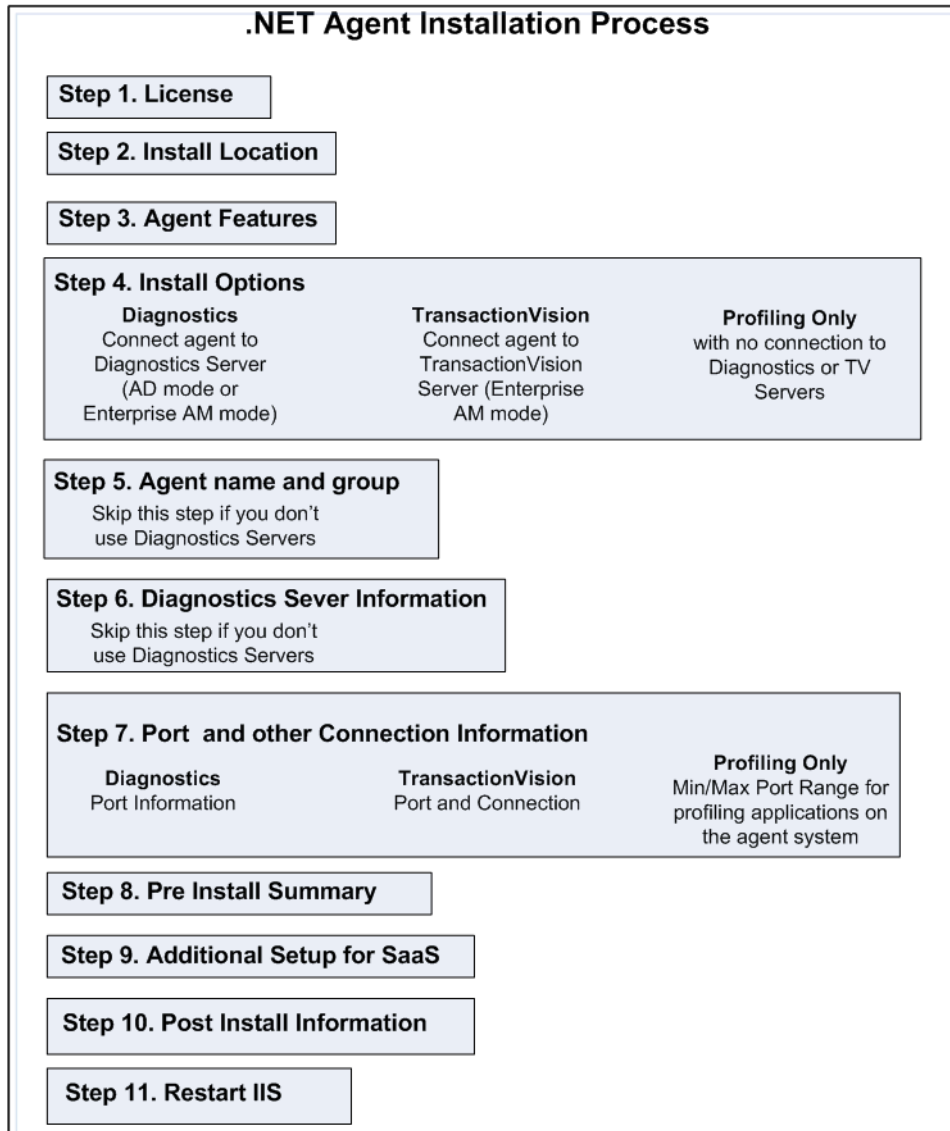 .NET Agent Installation Process
Step 1. License
Step 2. Install Location
Step 3. Agent Features
Step 4. Install Options
Diagnostics
Connect agent to
Diagnostics Server
(AD mode or
Enterprise AM mode)
TransactionVision
Connect agent to
TransactionVision
Server (Enterprise
AM mode)
Profiling Only
with no connection to
Diagnostics or TV
Servers
Step 5. Agent name and group
Skip this step if you don't
use Diagnostics Servers
Step 6. Diagnostics Sever Information
Skip this step if you don't
use Diagnostics Servers
Step 7. Port and other Connection Information
Diagnostics
Port Information
TransactionVision
Port and Connection
Profiling Only
Min/Max Port Range for
profiling applications on
the agent system
Step 8. Pre Install Summary
Step 9. Additional Setup for SaaS
Step 10. Post Install Information
Step 11. Restart IIS